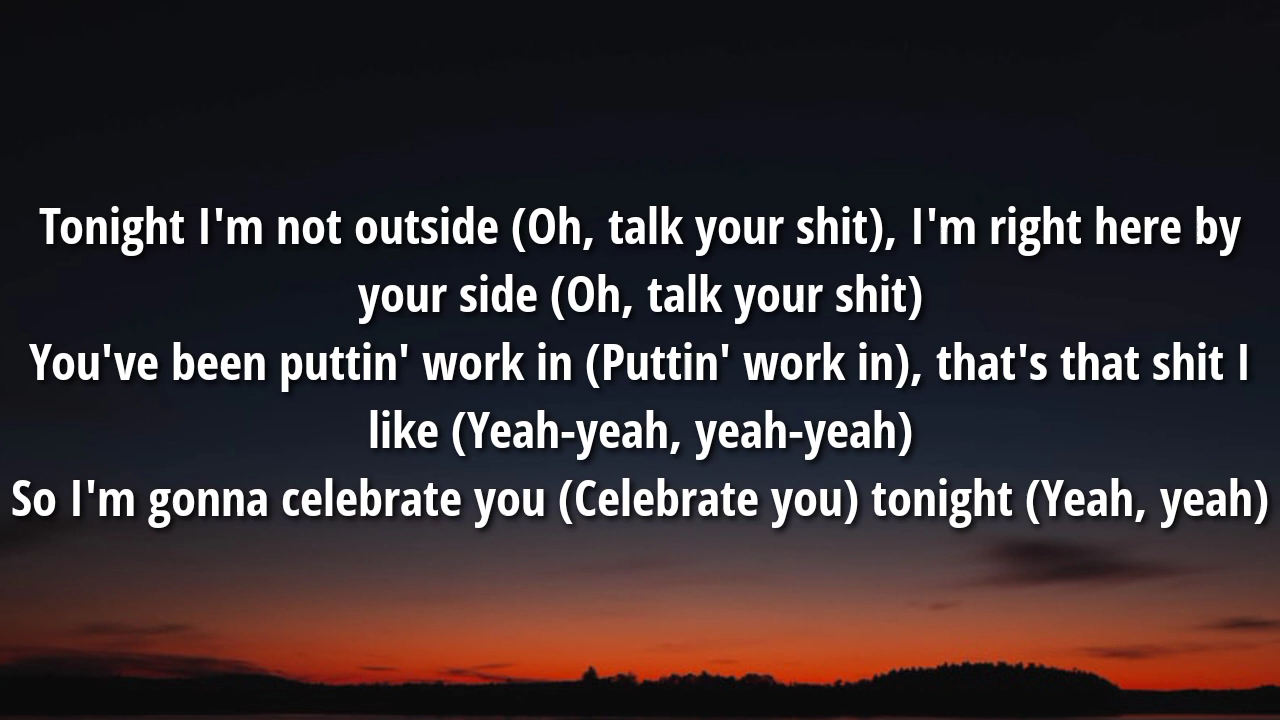 Tonight I'm not outside (Oh, talk your shit), I'm right here by
your side (Oh, talk your shit)
You've been puttin' work in (Puttin' work in), that's that shit I
like (Yeah-yeah, yeah-yeah)
So I'm gonna celebrate you (Celebrate you) tonight (Yeah, yeah)